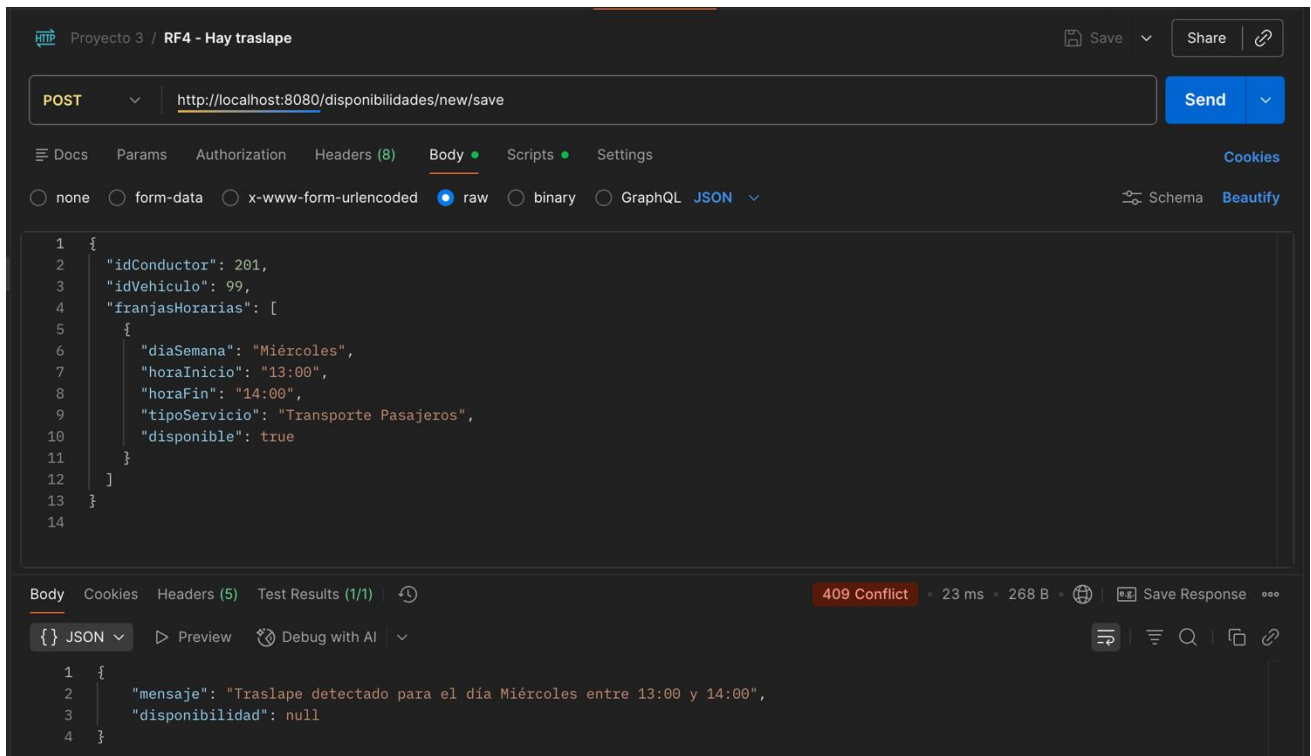 HTTP Proyecto 3 / RF4 - Hay traslape Save Share
POST http://localhost:8080/disponibilidades/new/save Send
Docs Params Authorization Headers (8) Body Scripts Settings Cookies
none form-data x-www-form-urlencoded raw binary GraphQL JSON Schema Beautify
1 {
2 "idConductor": 201,
3 "idVehiculo": 99,
4 "franjasHorarias": [
5 {
6 "diaSemana": "Miércoles",
7 "horaInicio": "13:00",
8 "horaFin": "14:00",
9 "tipoServicio": "Transporte Pasajeros",
10 "disponible": true
11 }
12 ]
13 }
14
Body Cookies Headers (5) Test Results (1/1) 409 Conflict • 23 ms • 268 B • e.g. Save Response
{} JSON Preview Debug with AI
1 {
2 "mensaje": "Traslape detectado para el día Miércoles entre 13:00 y 14:00",
3 "disponibilidad": null
4 }